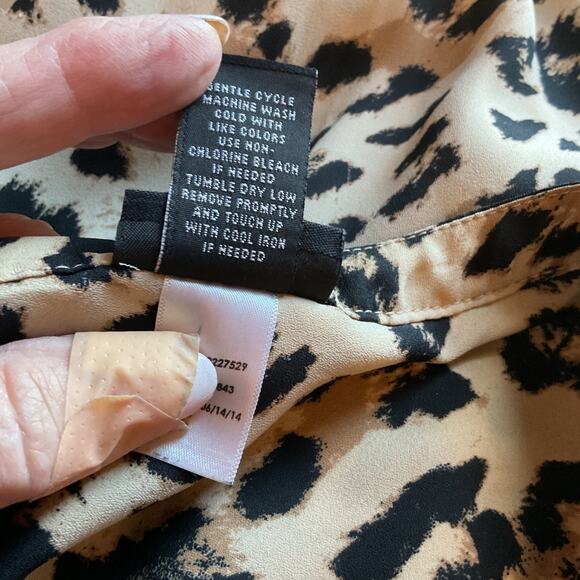 GENTLE CYCLE
MACHINE WASH
COLD WITH
LIKE COLORS
USE NON-
CHLORINE BLEACH
IF NEEDED
TUMBLE DRY LOW
REMOVE PROMPTLY
AND TOUCH UP
WITH COOL IRON
IF NEEDED
227529
843
/14/14